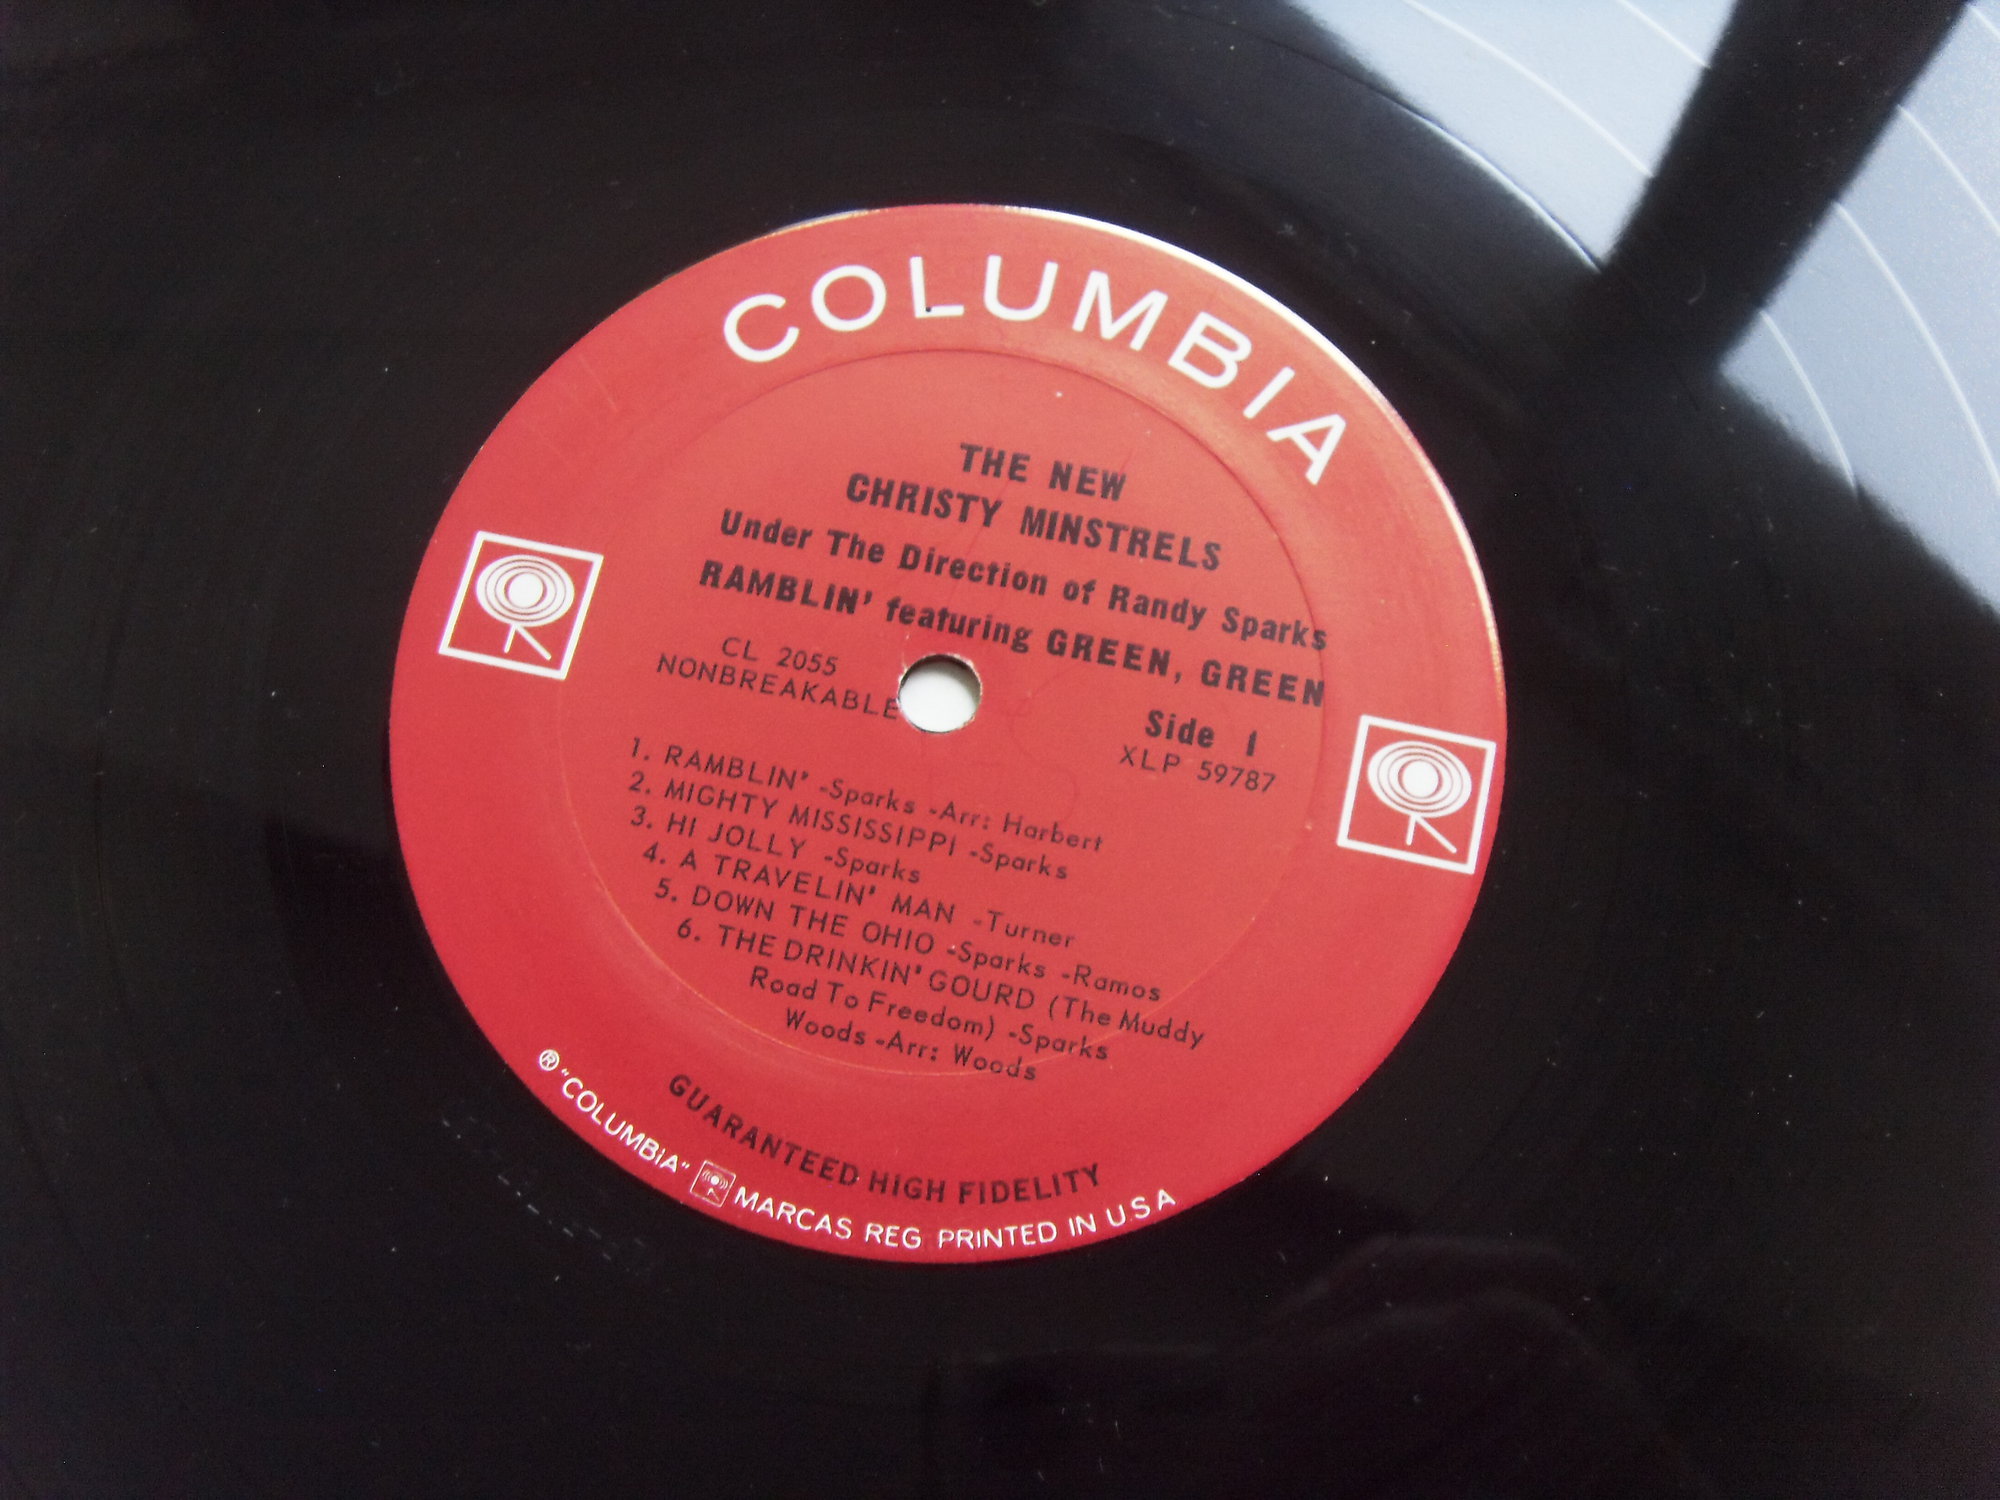 COLUMBIA
THE NEW
CHRISTY MINSTRELS
Under The Direction of Randy Sparks
RAMBLIN' featuring GREEN, GREEN
CL 2055
NONBREAKABLE
Side 1
XLP 59787
1. RAMBLIN' -Sparks -Arr: Harbert
2. MIGHTY MISSISSIPPI -Sparks
3. HI JOLLY -Sparks
4. A TRAVELIN' MAN -Turner
5. DOWN THE OHIO -Sparks -Ramos
6. THE DRINKIN' GOURD (The Muddy
Road To Freedom) -Sparks
Woods -Arr: Woods
GUARANTEED HIGH FIDELITY
® "COLUMBIA" MARCAS REG PRINTED IN U.S A